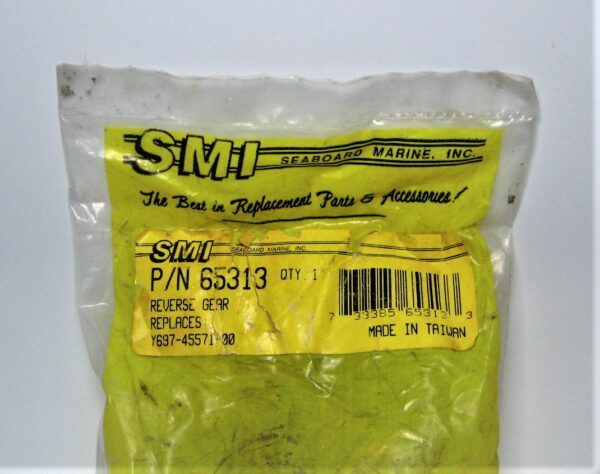 SMI SEABOARD MARINE, INC.
The Best in Replacement Parts & Accessories!
SMI SEABOARD MARINE, INC.
P/N 65313 QTY. 1
REVERSE GEAR
REPLACES
Y697-45571-00
7 33385 65313 3
MADE IN TAIWAN